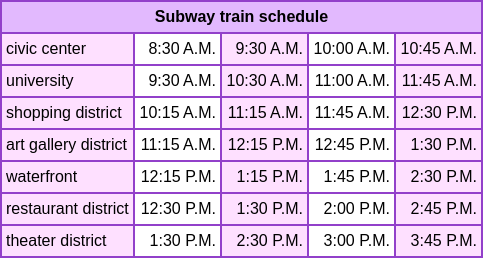 Subway train schedule
civic center 8:30 A.M. 9:30 A.M. 10:00 A.M. 10:45 A.M.
university 9:30 A.M. 10:30 A.M. 11:00 A.M. 11:45 A.M.
shopping district 10:15 A.M. 11:15 A.M. 11:45 A.M. 12:30 P.M.
art gallery district 11:15 A.M. 12:15 P.M. 12:45 P.M. 1:30 P.M.
waterfront 12:15 P.M. 1:15 P.M. 1:45 P.M. 2:30 P.M.
restaurant district 12:30 P.M. 1:30 P.M. 2:00 P.M. 2:45 P.M.
theater district 1:30 P.M. 2:30 P.M. 3:00 P.M. 3:45 P.M.